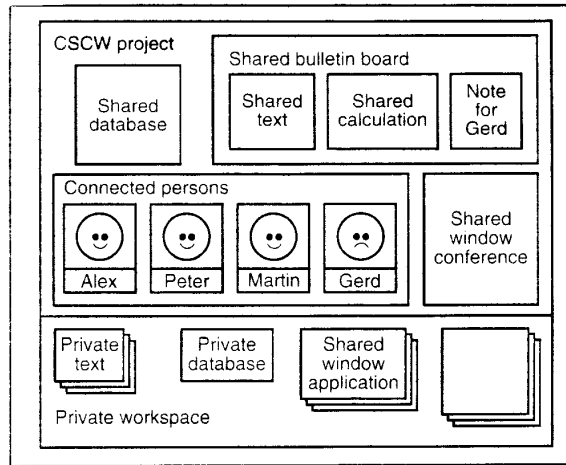 CSCW project
Shared
database
Shared bulletin board
Shared
text
Shared
calculation
Note
for
Gerd
Connected persons
Alex
Peter
Martin
Gerd
Shared
window
conference
Private
text
Private
database
Shared
window
application
Private workspace